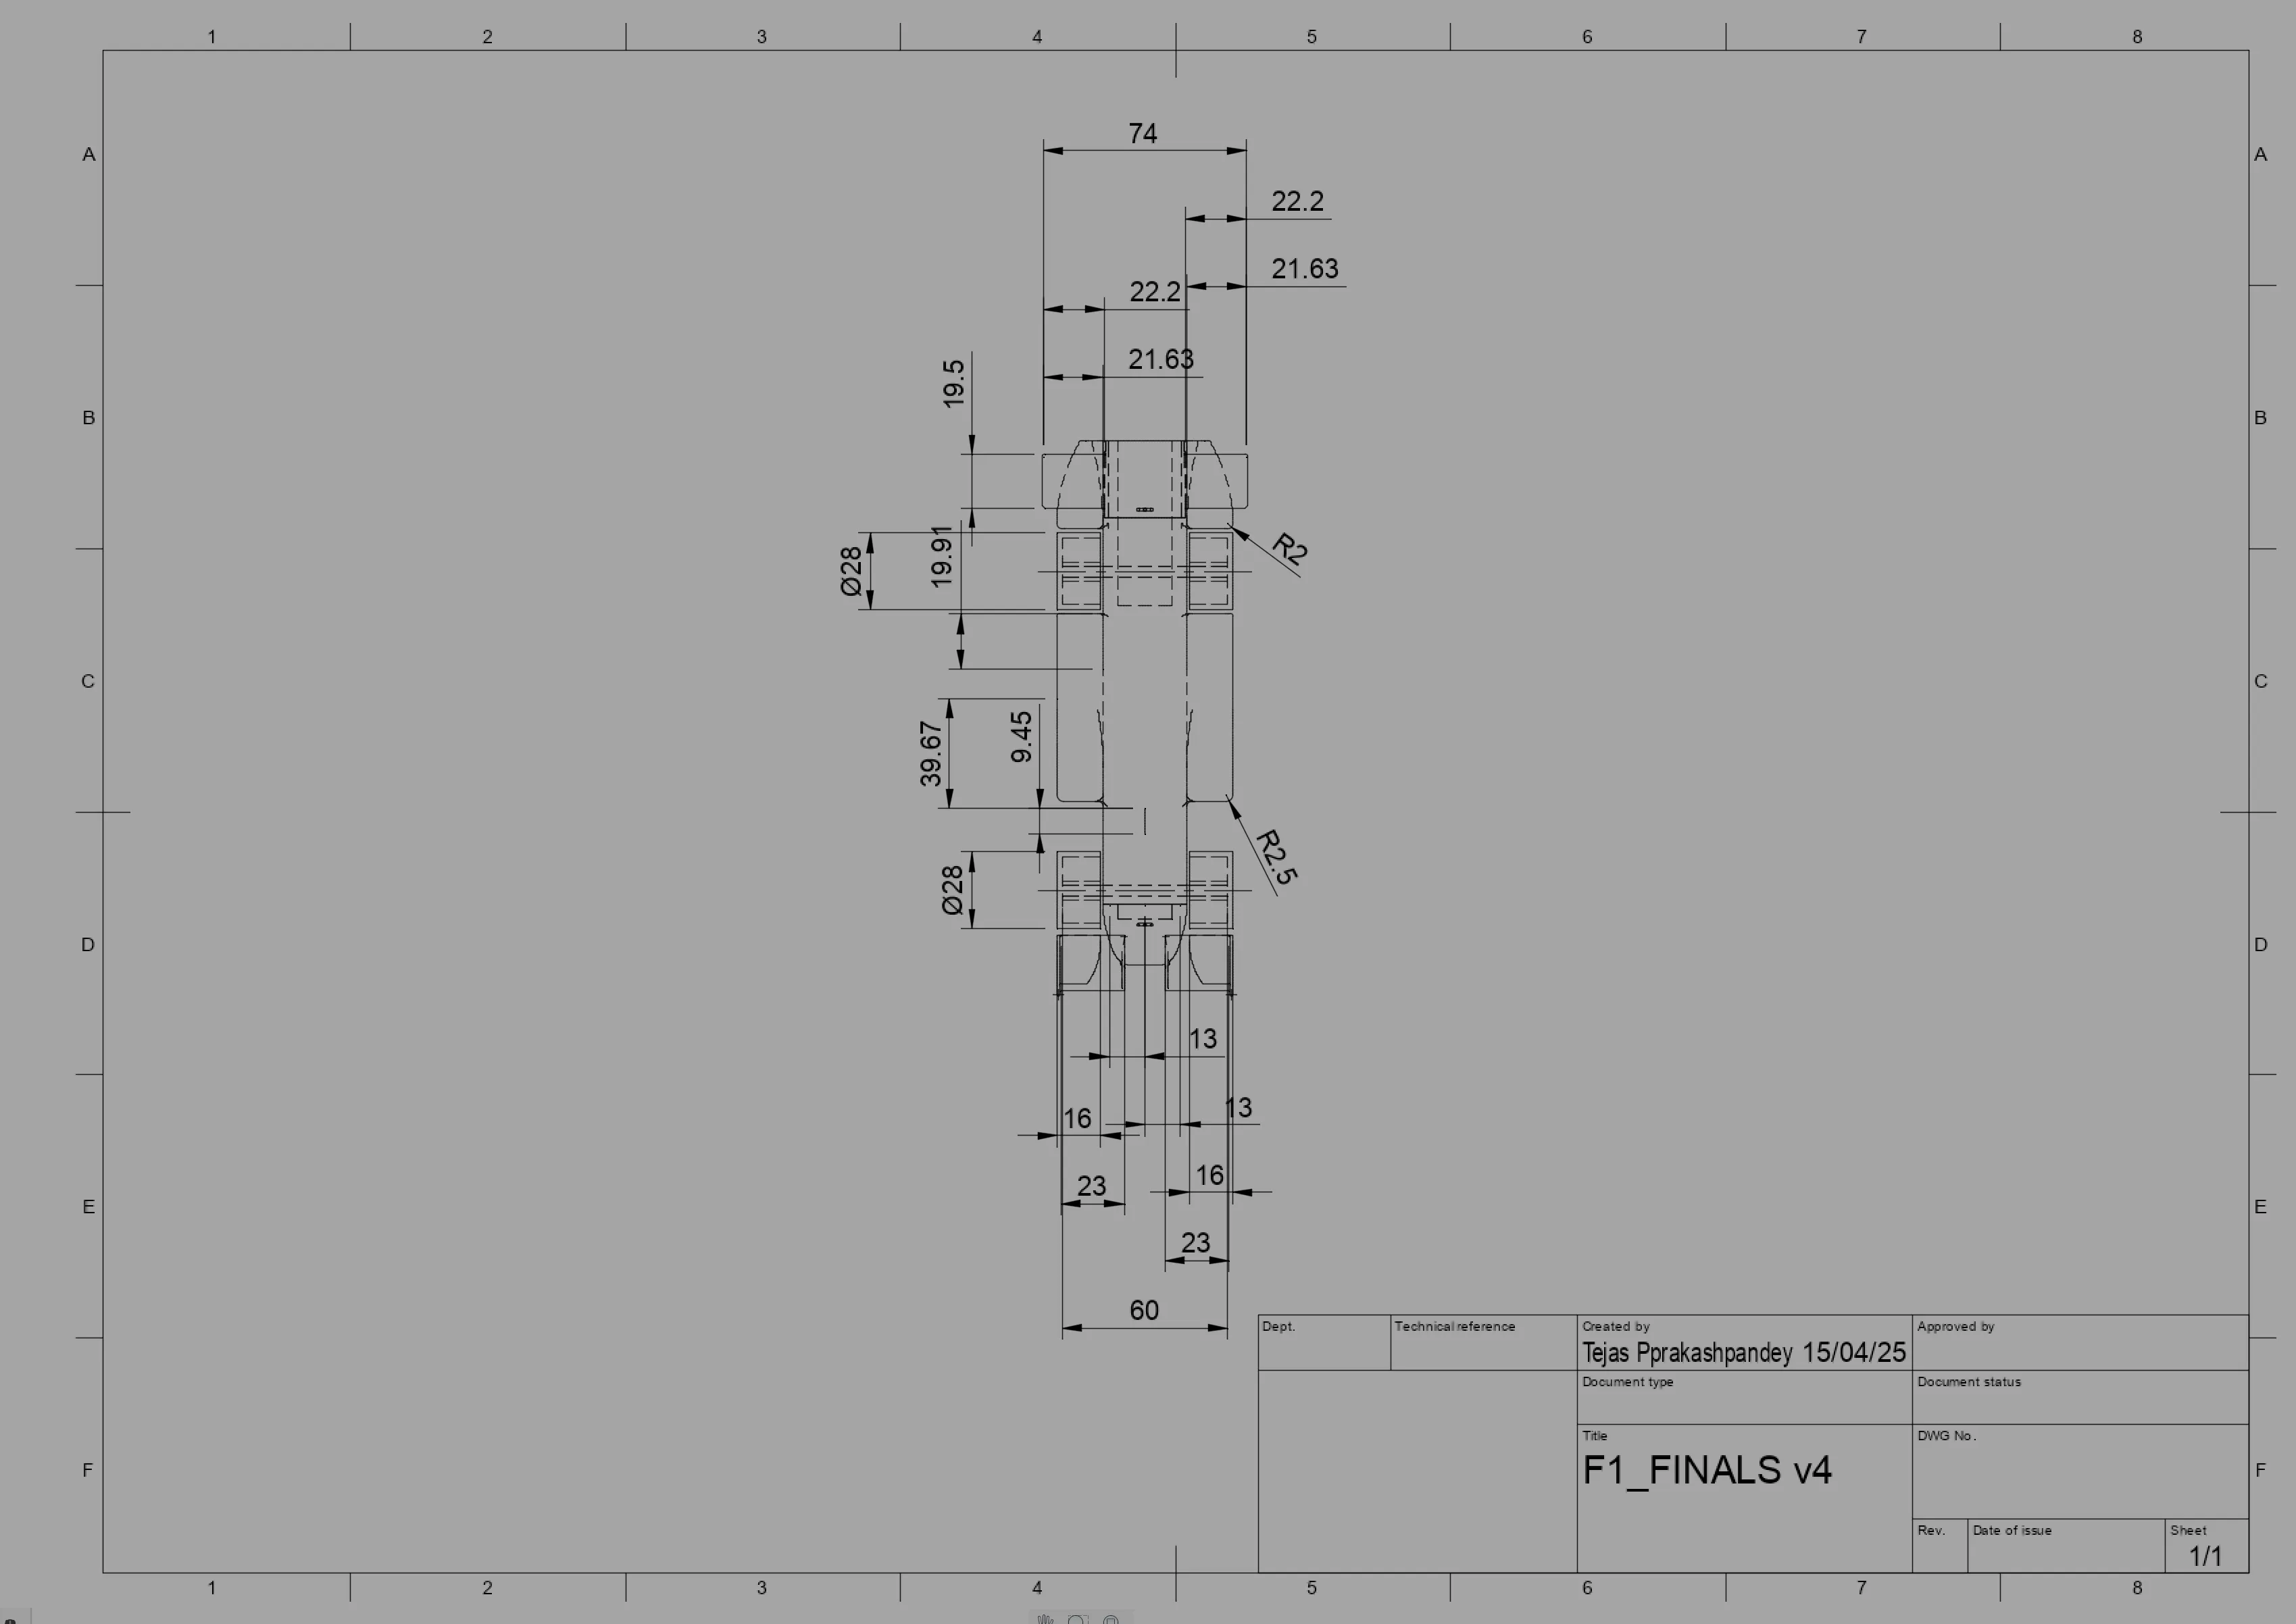 1 2 3 4 5 6 7 8
A A
74
22.2
21.63
22.2
21.63
19.5
B B
19.91
Ø28
R2
C C
39.67
9.45
R2.5
Ø28
D D
13
13
16
16
23
E E
23
60
Dept.
Technical reference
Created by
Tejas Pprakashpandey 15/04/25
Approved by
Document type
Document status
Title
F1_FINALS v4
DWG No.
F F
Rev.
Date of issue
Sheet
1/1
1 2 3 4 5 6 7 8